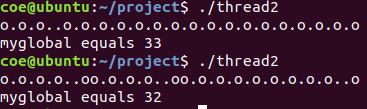 coe@ubuntu:~/project$ ./thread2
o.o.o..o.o.o.o.o.o.o.o.o.o.o.o.o.o.o.o.o
myglobal equals 33
coe@ubuntu:~/project$ ./thread2
o.o.o.o..oo.o.o.o..oo.o.o.o.o.o.o.o.o..o
myglobal equals 32